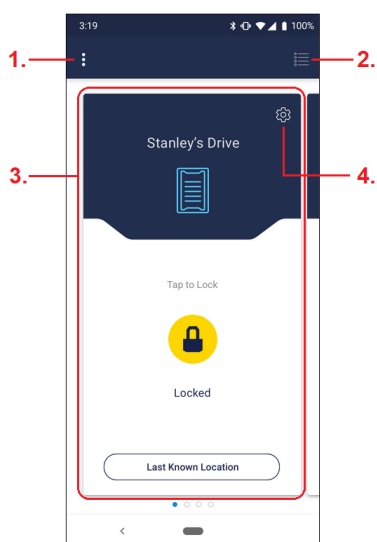 3:19 100%
1. 2.
Stanley's Drive
3. 4.
Tap to Lock
Locked
Last Known Location